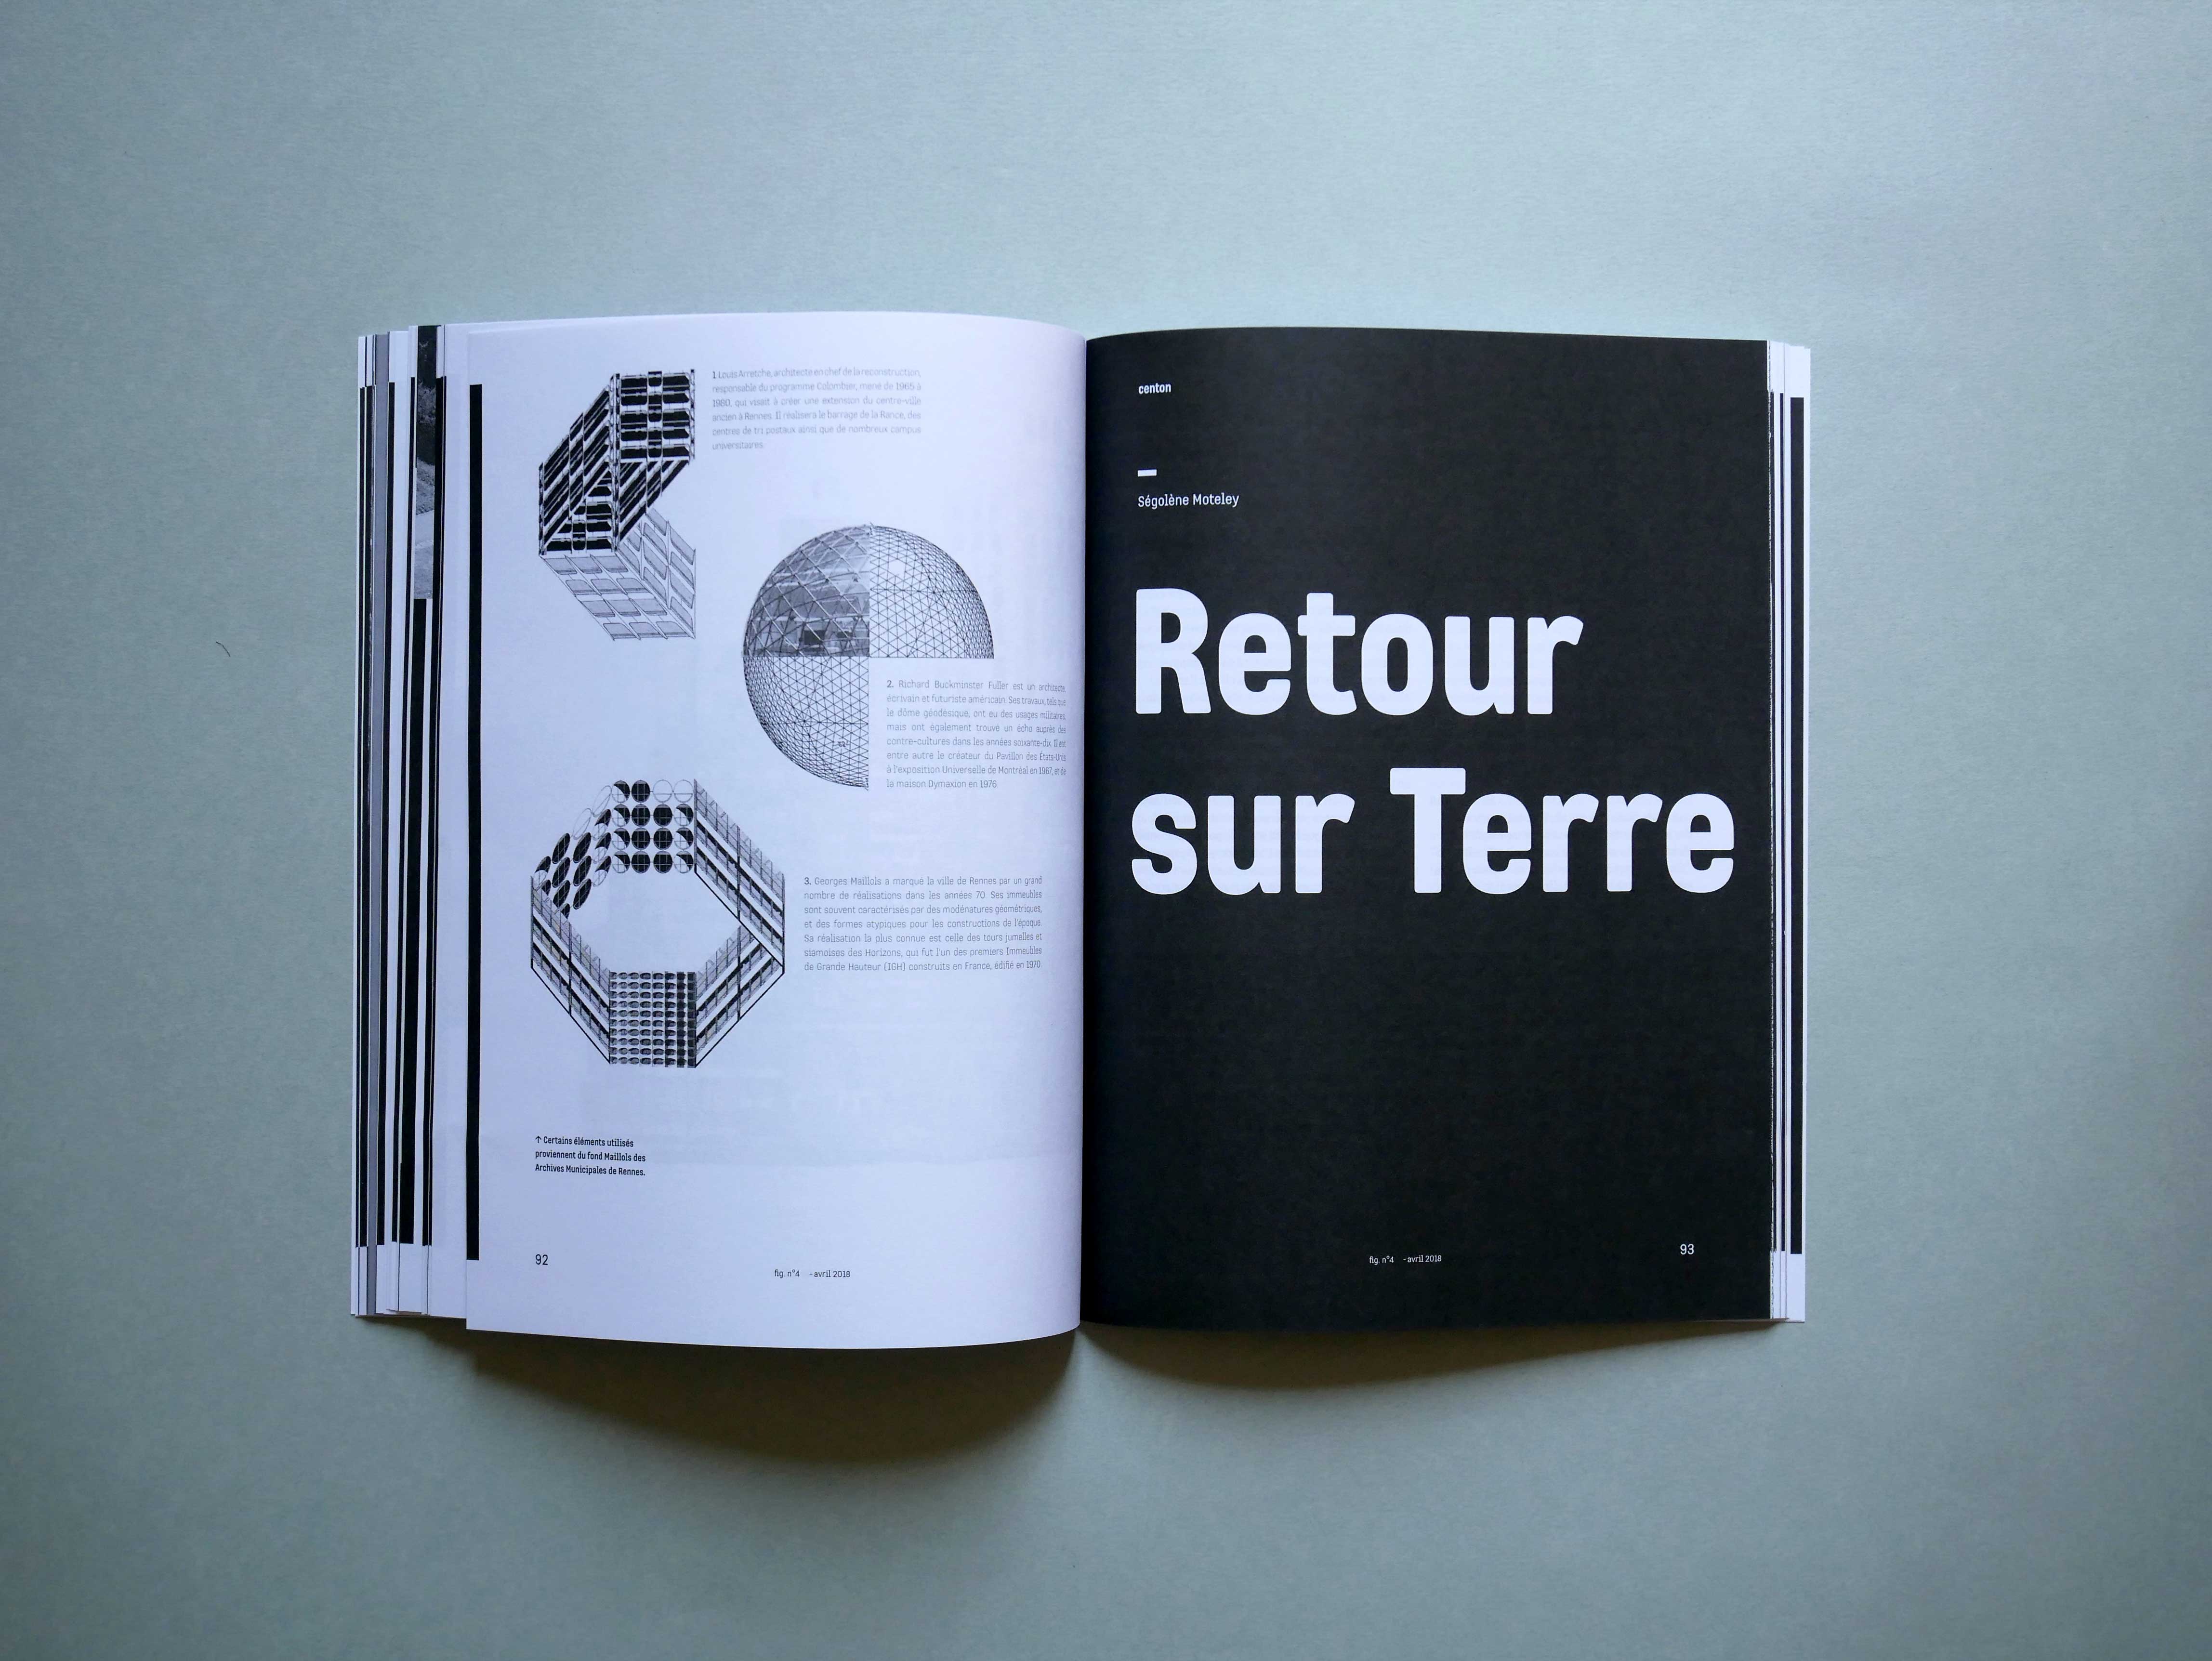 1 Louis Arretche, architecte en chef de la reconstruction,
responsable du programme Colombier, mené de 1965 à
1980, qui visait à créer une extension du centre-ville
ancien à Rennes. Il réalisera le barrage de la Rance, des
centres de tri postaux ainsi que de nombreux campus
universitaires.
2. Richard Buckminster Fuller est un architecte,
écrivain et futuriste américain. Ses travaux, tels que
le dôme géodésique, ont eu des usages militaires,
mais ont également trouvé un écho auprès des
contre-cultures dans les années soixante-dix. Il est
entre autre le créateur du Pavillon des États-Unis
à l'exposition Universelle de Montréal en 1967, et de
la maison Dymaxion en 1976.
3. Georges Maillols a marqué la ville de Rennes par un grand
nombre de réalisations dans les années 70. Ses immeubles
sont souvent caractérisés par des modénatures géométriques,
et des formes atypiques pour les constructions de l'époque.
Sa réalisation la plus connue est celle des tours jumelles et
siamoises des Horizons, qui fut l'un des premiers Immeubles
de Grande Hauteur (IGH) construits en France, édifié en 1970.
↑ Certains éléments utilisés
proviennent du fond Maillols des
Archives Municipales de Rennes.
92
fig. n°4 - avril 2018
centon
Ségolène Moteley
Retour
sur Terre
fig. n°4 - avril 2018
93